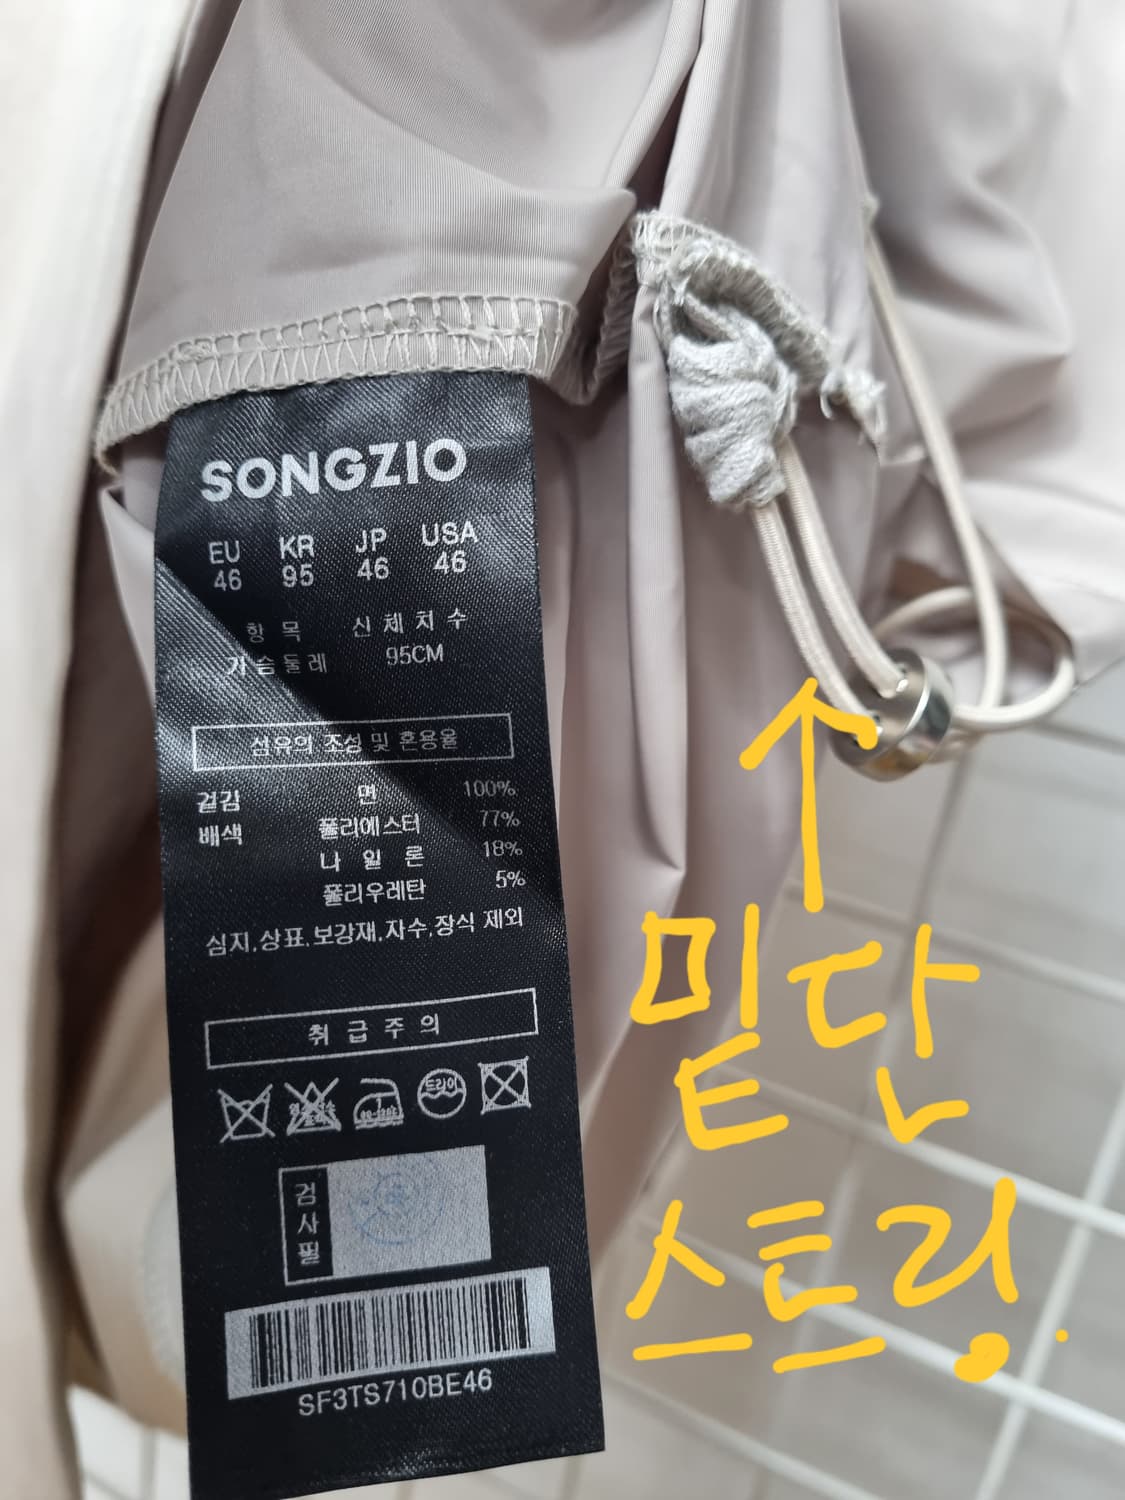 SONGZIO
EU KR JP USA
46 95 46 46
항 목 신 체 치 수
가 슴 둘 레 95CM
섬유의 조성 및 혼용율
겉감 면 100%
배색 폴리에스터 77%
나 일 론 18%
폴리우레탄 5%
심지,상표,보강재,자수,장식 제외
취 급 주 의
드라이
검사필
SF3TS710BE46
밑단
스트링.